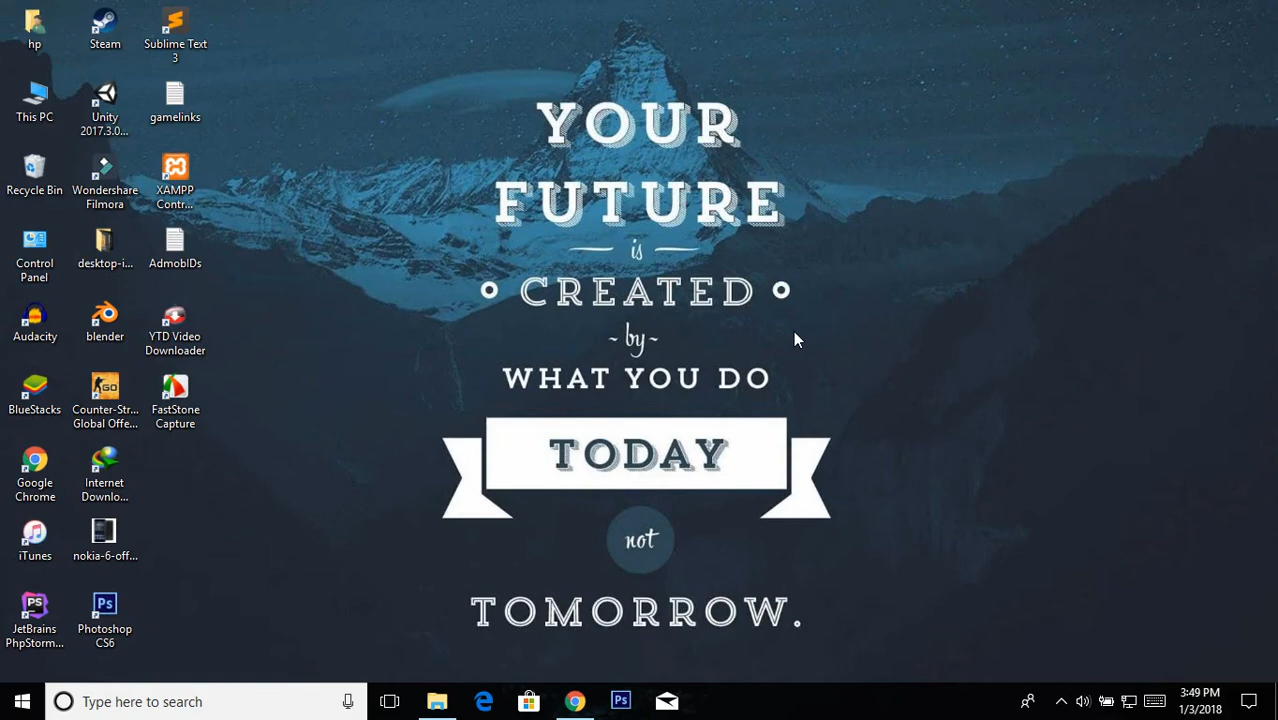 hp
Steam
Sublime Text
3
This PC
Unity
2017.3.0...
gamelinks
Recycle Bin
Wondershare
Filmora
XAMPP
Contr...
Control
Panel
desktop-i...
AdmobIDs
Audacity
blender
YTD Video
Downloader
BlueStacks
Counter-Str...
Global Offe...
FastStone
Capture
Google
Chrome
Internet
Downlo...
iTunes
nokia-6-off...
JetBrains
PhpStorm...
Photoshop
CS6
YOUR
FUTURE
is
CREATED
~by~
WHAT YOU DO
TODAY
not
TOMORROW.
Type here to search
3:49 PM
1/3/2018